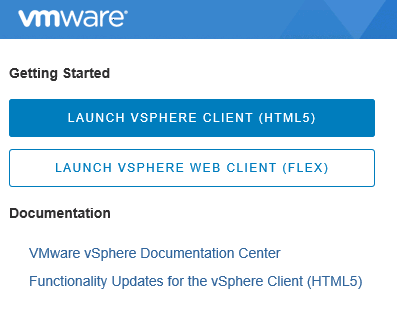 vmware®
Getting Started
LAUNCH VSPHERE CLIENT (HTML5)
LAUNCH VSPHERE WEB CLIENT (FLEX)
Documentation
VMware vSphere Documentation Center
Functionality Updates for the vSphere Client (HTML5)